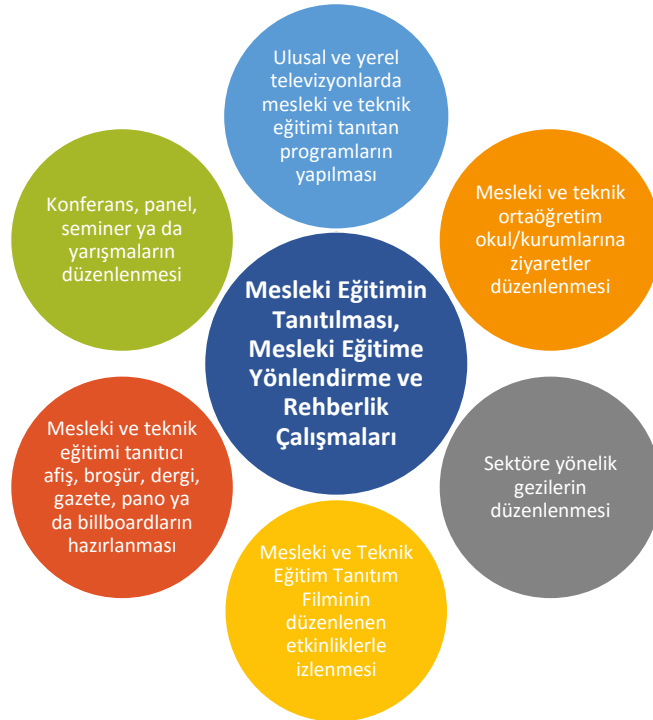 Ulusal ve yerel
televizyonlarda
mesleki ve teknik
eğitimi tanıtan
programların
yapılması
Mesleki ve teknik
ortaöğretim
okul/kurumlarına
ziyaretler
düzenlenmesi
Sektöre yönelik
gezilerin
düzenlenmesi
Mesleki ve Teknik
Eğitim Tanıtım
Filminin
düzenlenen
etkinliklerle
izlenmesi
Mesleki ve teknik
eğitimi tanıtıcı
afiş, broşür, dergi,
gazete, pano ya
da billboardların
hazırlanması
Konferans, panel,
seminer ya da
yarışmaların
düzenlenmesi
Mesleki Eğitimin
Tanıtılması,
Mesleki Eğitime
Yönlendirme ve
Rehberlik
Çalışmaları